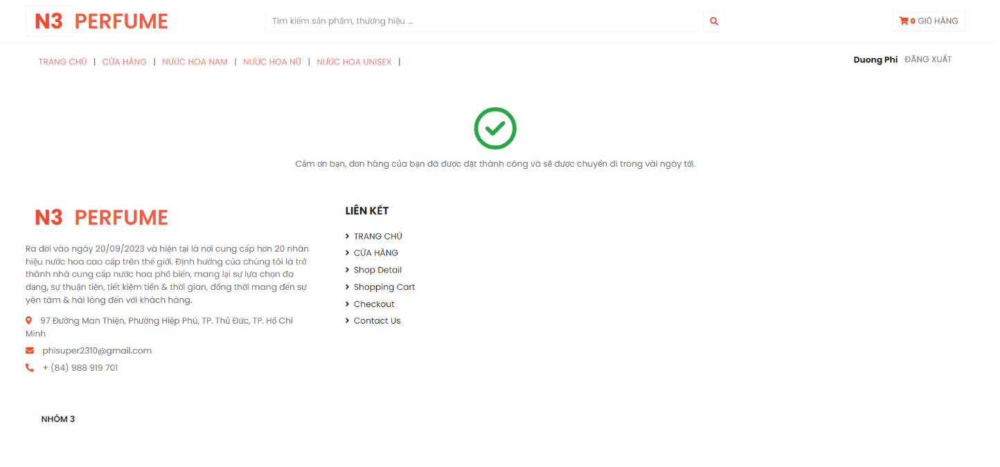 N3 PERFUME
Tìm kiếm sản phẩm, thương hiệu ...
0 GIỎ HÀNG
TRANG CHỦ | CỬA HÀNG | NƯỚC HOA NAM | NƯỚC HOA NỮ | NƯỚC HOA UNISEX |
Duong Phi ĐĂNG XUẤT
Cảm ơn bạn, đơn hàng của bạn đã được đặt thành công và sẽ được chuyển đi trong vài ngày tới.
N3 PERFUME
Ra đời vào ngày 20/09/2023 và hiện tại là nơi cung cấp hơn 20 nhãn
hiệu nước hoa cao cấp trên thế giới. Định hướng của chúng tôi là trở
thành nhà cung cấp nước hoa phổ biến, mang lại sự lựa chọn đa
dạng, sự thuận tiện, tiết kiệm tiền & thời gian, đồng thời mang đến sự
yên tâm & hài lòng đến với khách hàng.
97 Đường Man Thiện, Phường Hiệp Phú, TP. Thủ Đức, TP. Hồ Chí
Minh
phisuper2310@gmail.com
+ (84) 988 919 701
LIÊN KẾT
TRANG CHỦ
CỬA HÀNG
Shop Detail
Shopping Cart
Checkout
Contact Us
NHÓM 3